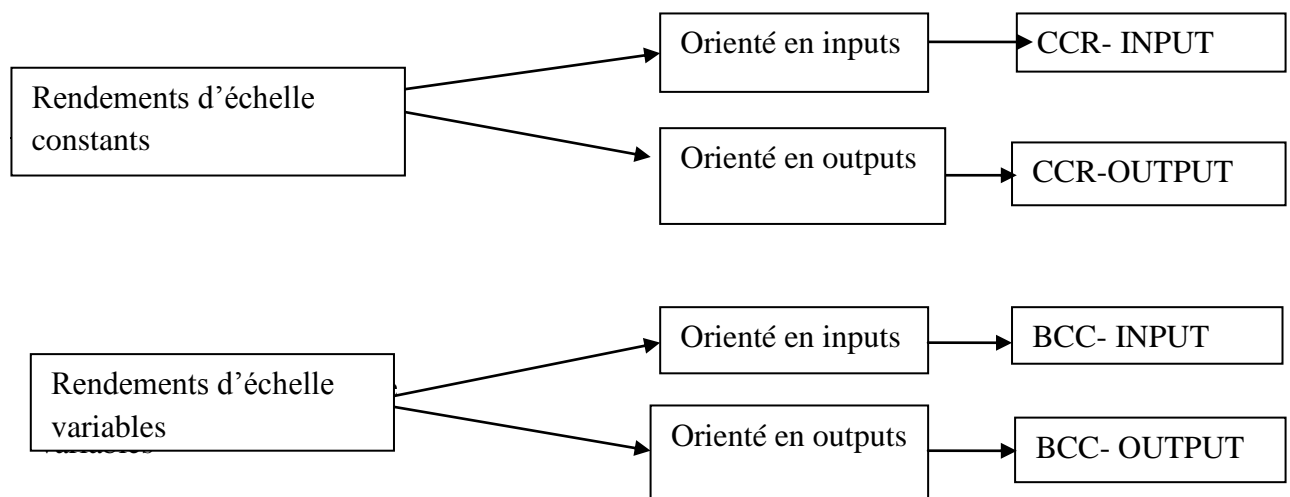 Orienté en inputs
CCR- INPUT
Rendements d’échelle
constants
Orienté en outputs
CCR-OUTPUT
Orienté en inputs
BCC- INPUT
Rendements d’échelle
variables
Orienté en outputs
BCC- OUTPUT